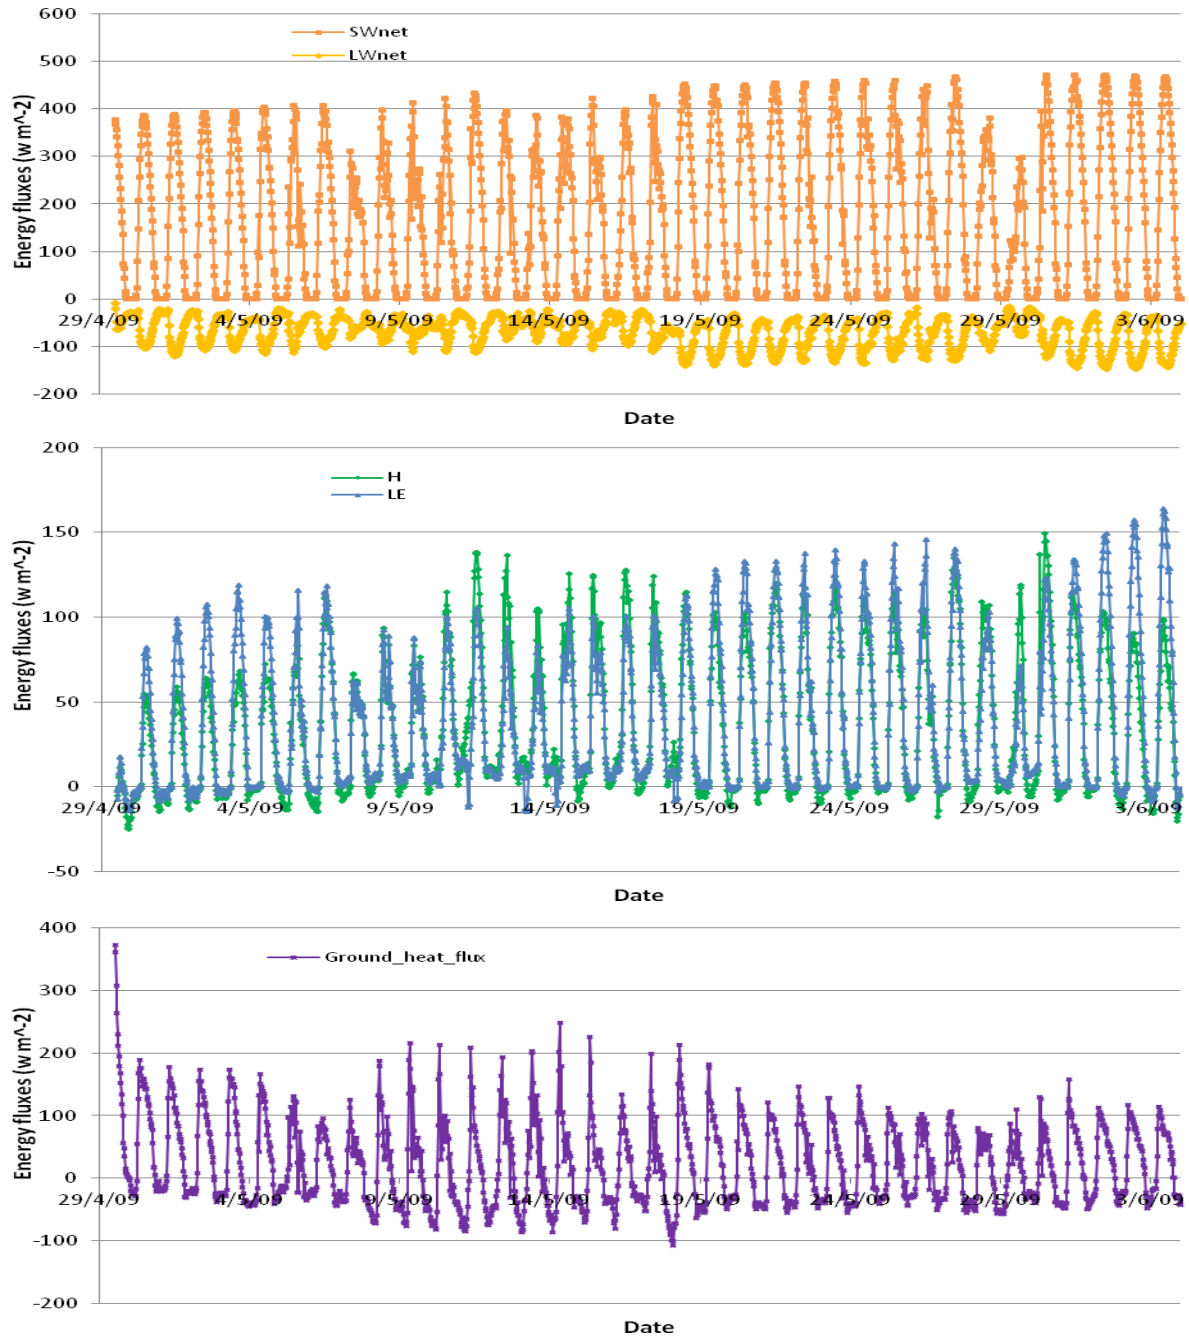 600
SWnet
LWnet
500
400
300
200
100
0
-100
-200
Energy fluxes (w m^-2)
29/4/09 4/5/09 9/5/09 14/5/09 19/5/09 24/5/09 29/5/09 3/6/09
Date
200
H
LE
150
100
50
0
-50
Energy fluxes (w m^-2)
29/4/09 4/5/09 9/5/09 14/5/09 19/5/09 24/5/09 29/5/09 3/6/09
Date
400
Ground_heat_flux
300
200
100
0
-100
-200
Energy fluxes (w m^-2)
29/4/09 4/5/09 9/5/09 14/5/09 19/5/09 24/5/09 29/5/09 3/6/09
Date